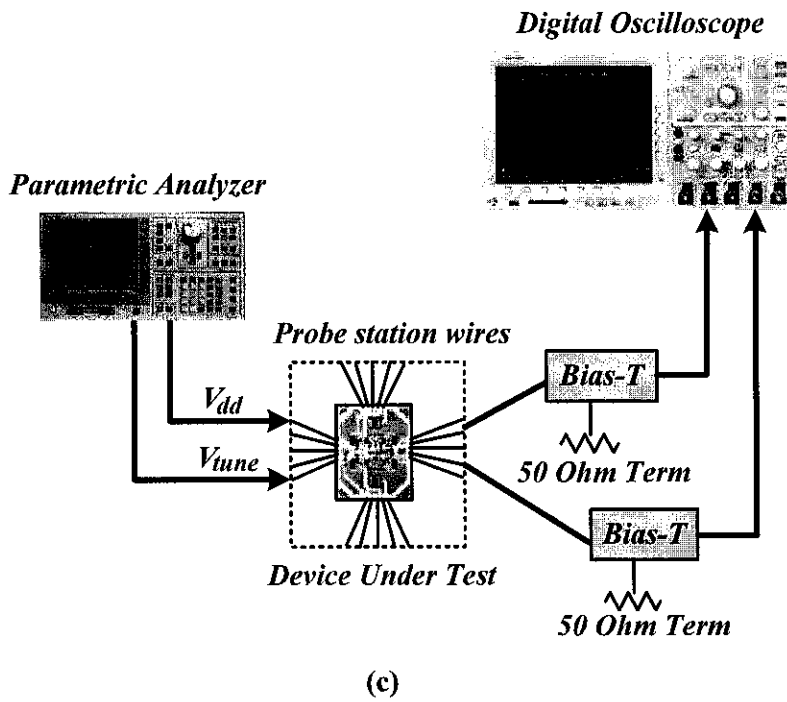 Digital Oscilloscope
Parametric Analyzer
Probe station wires
Bias-T
Vdd
50 Ohm Term
Vtune
Bias-T
Device Under Test
50 Ohm Term
(c)